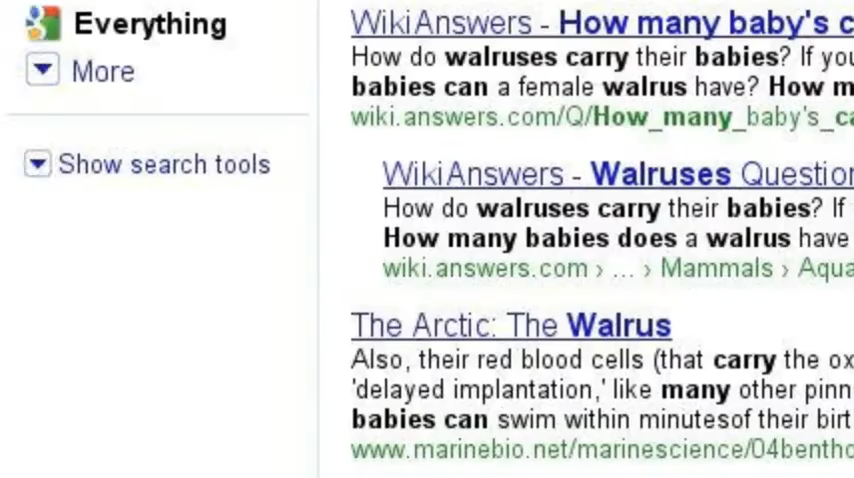 Everything
More
Show search tools
WikiAnswers - How many baby's c
How do walruses carry their babies? If you
babies can a female walrus have? How m
wiki.answers.com/Q/How_many_baby's_ca
WikiAnswers - Walruses Question
How do walruses carry their babies? If
How many babies does a walrus have
wiki.answers.com › ... › Mammals › Aqua
The Arctic: The Walrus
Also, their red blood cells (that carry the ox
'delayed implantation,' like many other pinn
babies can swim within minutesof their birt
www.marinebio.net/marinescience/04bentho